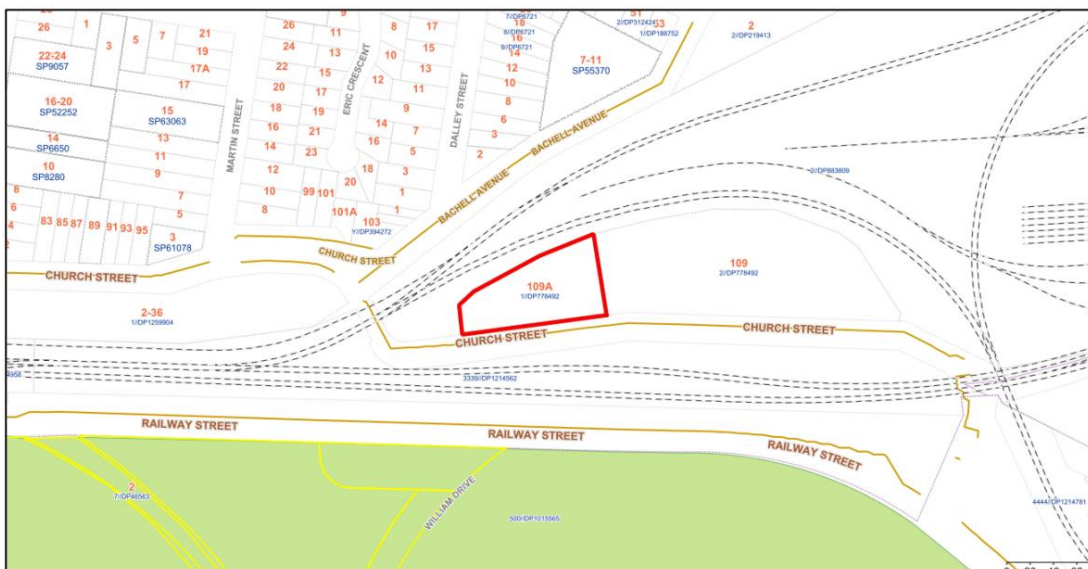 26
1
3
5
7
21
19
17A
17
22-24
SP9057
16-20
SP52252
15
SP63063
14
SP6650
13
11
10
SP8280
9
8
7
6
5
4
83 85 87 89 91 93 95
3
SP61078
MARTIN STREET
26
24
22
20
18
16
14
12
10
8
9
11
13
15
17
19
21
23
99
101
20
101A
103
Y//DP394272
ERIC CRESCENT
8
10
12
14
16
18
17
15
13
11
9
7
5
3
1
1
DALLEY STREET
7//DP6721
18
8//DP6721
16
9//DP6721
14
12
10
8
6
3
2
7-11
SP55370
51
2//DP312424
53
1//DP188752
2
2//DP219413
BACHELL AVENUE
BACHELL AVENUE
2//DP883809
CHURCH STREET
CHURCH STREET
2-36
1//DP1259904
109A
1//DP778492
109
2//DP778492
CHURCH STREET
CHURCH STREET
3339//DP1214562
RAILWAY STREET
RAILWAY STREET
RAILWAY STREET
2
7//DP46563
WILLIAM DRIVE
500//DP1015565
4444//DP1214781